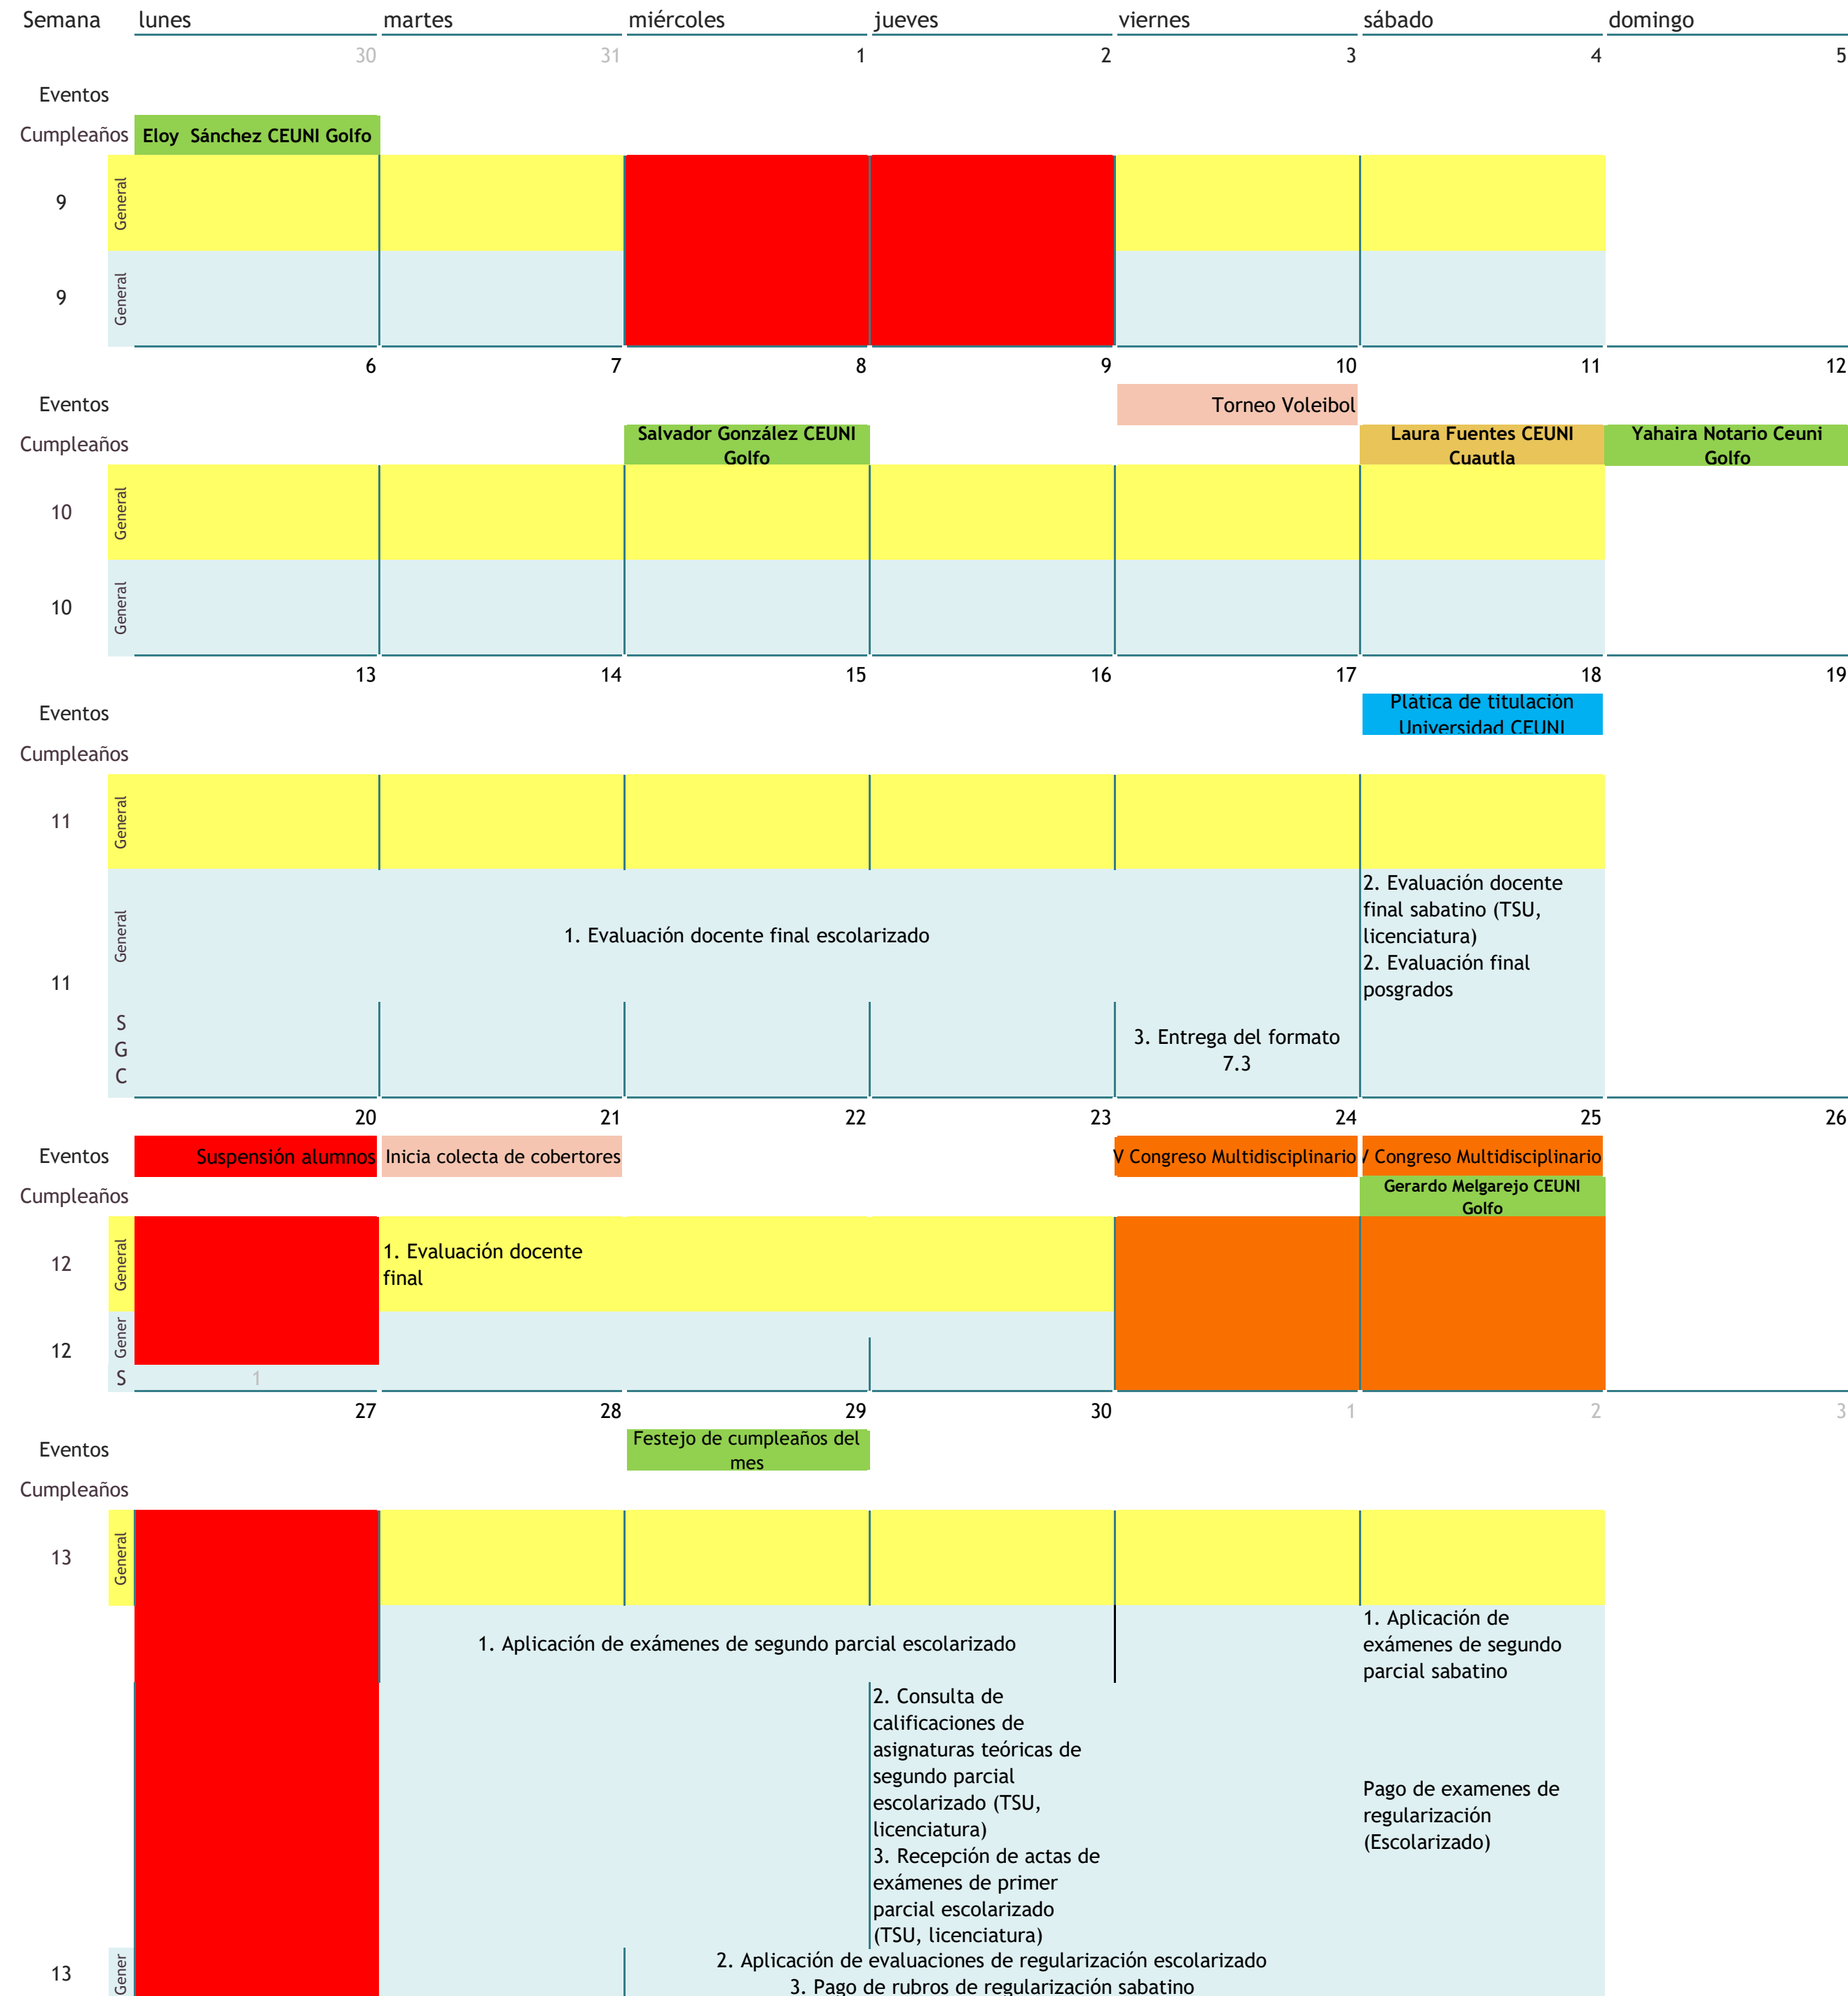 Semana lunes martes miércoles jueves viernes sábado domingo
30 31 1 2 3 4 5
Eventos
Cumpleaños Eloy Sánchez CEUNI Golfo
9 General
9 General
6 7 8 9 10 11 12
Eventos Torneo Voleibol
Cumpleaños Salvador González CEUNI Golfo Laura Fuentes CEUNI Cuautla Yahaira Notario Ceuni Golfo
10 General
10 General
13 14 15 16 17 18 19
Eventos Plática de titulación Universidad CEUNI
Cumpleaños
11 General
General
1. Evaluación docente final escolarizado
2. Evaluación docente
final sabatino (TSU,
licenciatura)
2. Evaluación final
posgrados
11
S
G
C
3. Entrega del formato
7.3
20 21 22 23 24 25 26
Eventos Suspensión alumnos Inicia colecta de cobertores V Congreso Multidisciplinario V Congreso Multidisciplinario
Cumpleaños Gerardo Melgarejo CEUNI Golfo
12 General
1. Evaluación docente
final
12 Gener
S 1
27 28 29 30 1 2 3
Eventos Festejo de cumpleaños del mes
Cumpleaños
13 General
1. Aplicación de exámenes de segundo parcial escolarizado
1. Aplicación de
exámenes de segundo
parcial sabatino
2. Consulta de
calificaciones de
asignaturas teóricas de
segundo parcial
escolarizado (TSU,
licenciatura)
3. Recepción de actas de
exámenes de primer
parcial escolarizado
(TSU, licenciatura)
Pago de examenes de
regularización
(Escolarizado)
13 Gener
2. Aplicación de evaluaciones de regularización escolarizado
3. Pago de rubros de regularización sabatino